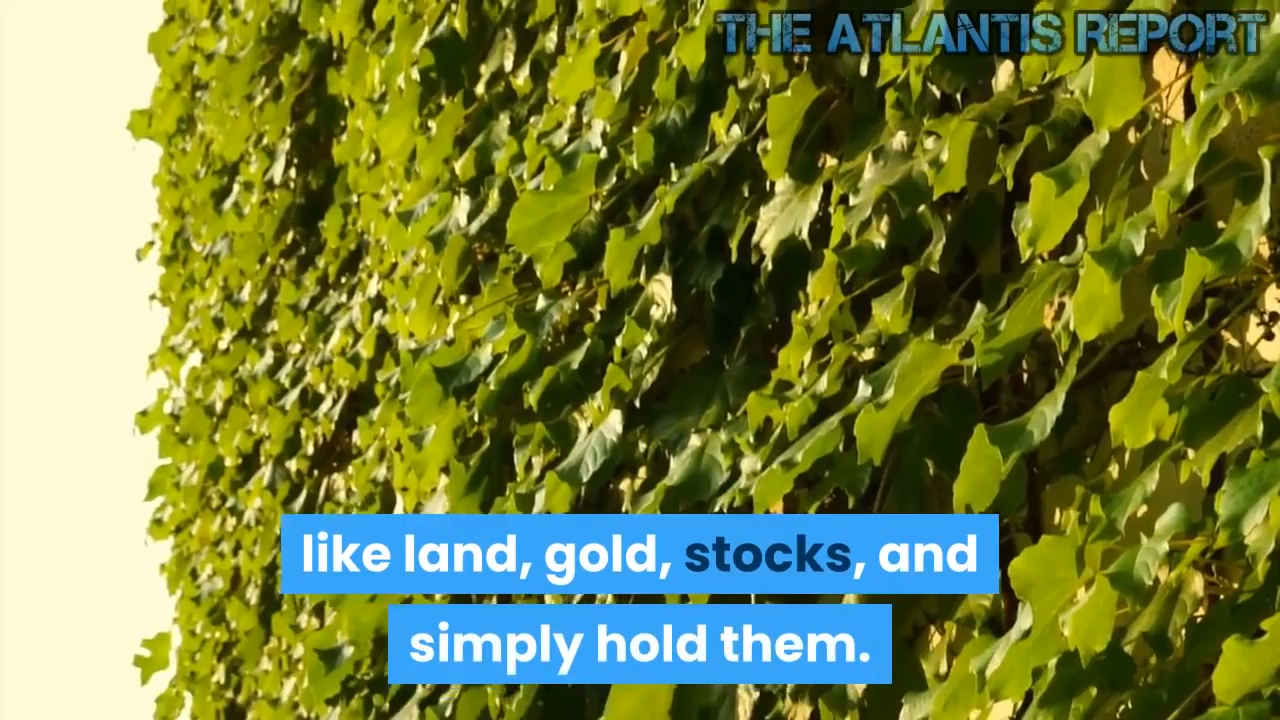 THE ATLANTIS REPORT
like land, gold, stocks, and
simply hold them.